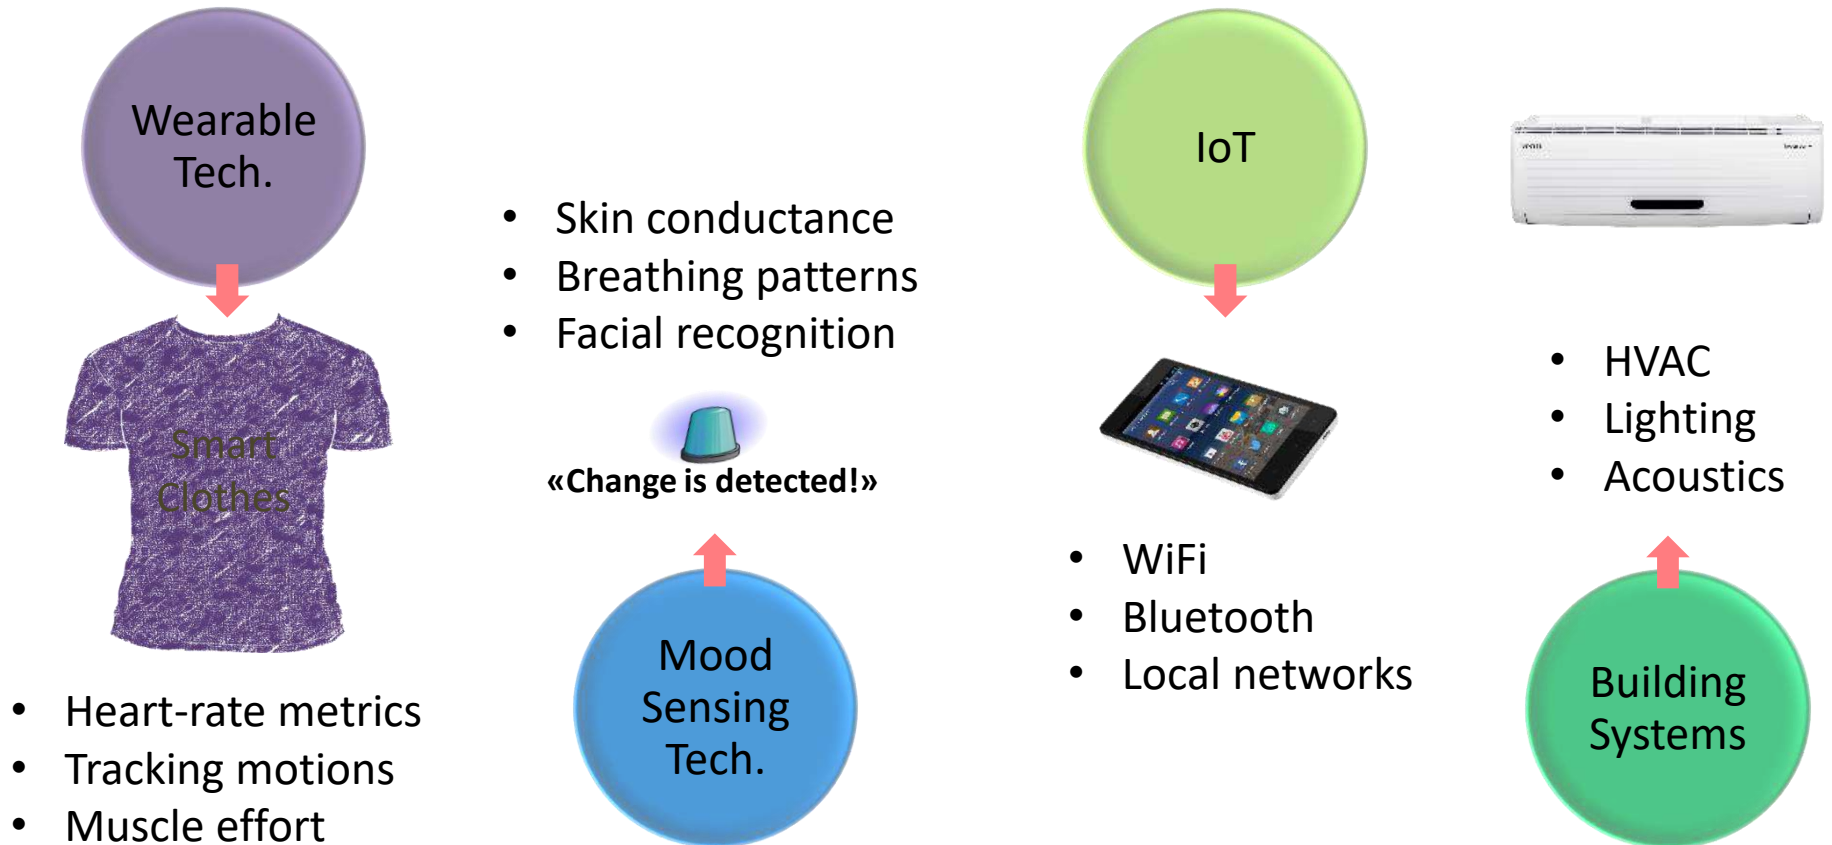 Wearable
Tech.
Smart
Clothes
• Heart-rate metrics
• Tracking motions
• Muscle effort
• Skin conductance
• Breathing patterns
• Facial recognition
«Change is detected!»
Mood
Sensing
Tech.
IoT
• WiFi
• Bluetooth
• Local networks
• HVAC
• Lighting
• Acoustics
Building
Systems